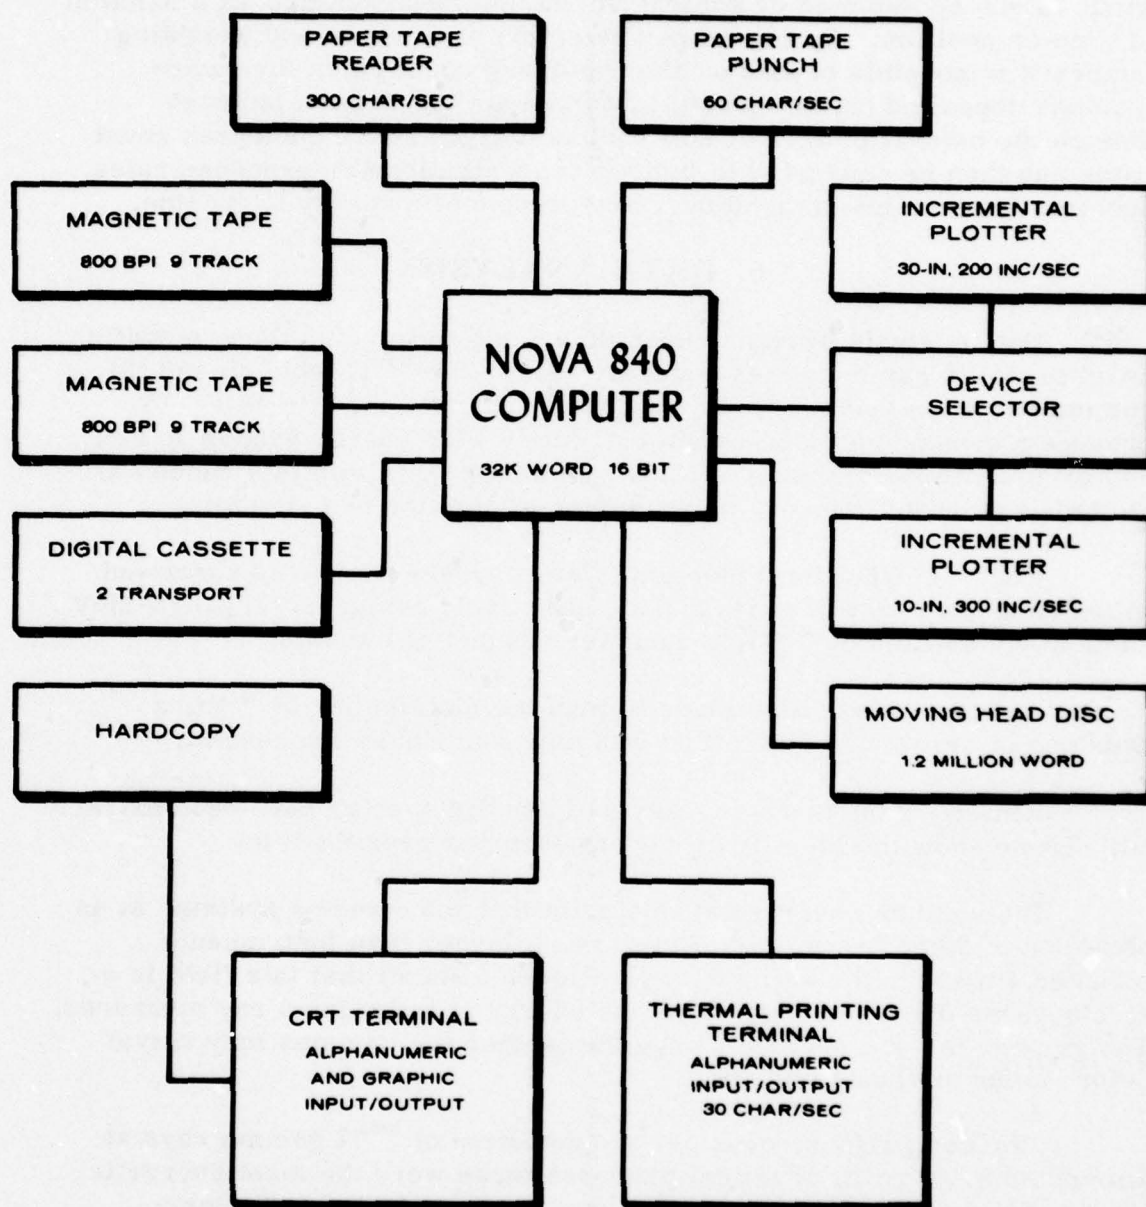 PAPER TAPE
READER
300 CHAR/SEC
PAPER TAPE
PUNCH
60 CHAR/SEC
MAGNETIC TAPE
800 BPI 9 TRACK
INCREMENTAL
PLOTTER
30-IN, 200 INC/SEC
NOVA 840
COMPUTER
32K WORD 16 BIT
MAGNETIC TAPE
800 BPI 9 TRACK
DEVICE
SELECTOR
DIGITAL CASSETTE
2 TRANSPORT
INCREMENTAL
PLOTTER
10-IN, 300 INC/SEC
HARDCOPY
MOVING HEAD DISC
1.2 MILLION WORD
CRT TERMINAL
ALPHANUMERIC
AND GRAPHIC
INPUT/OUTPUT
THERMAL PRINTING
TERMINAL
ALPHANUMERIC
INPUT/OUTPUT
30 CHAR/SEC